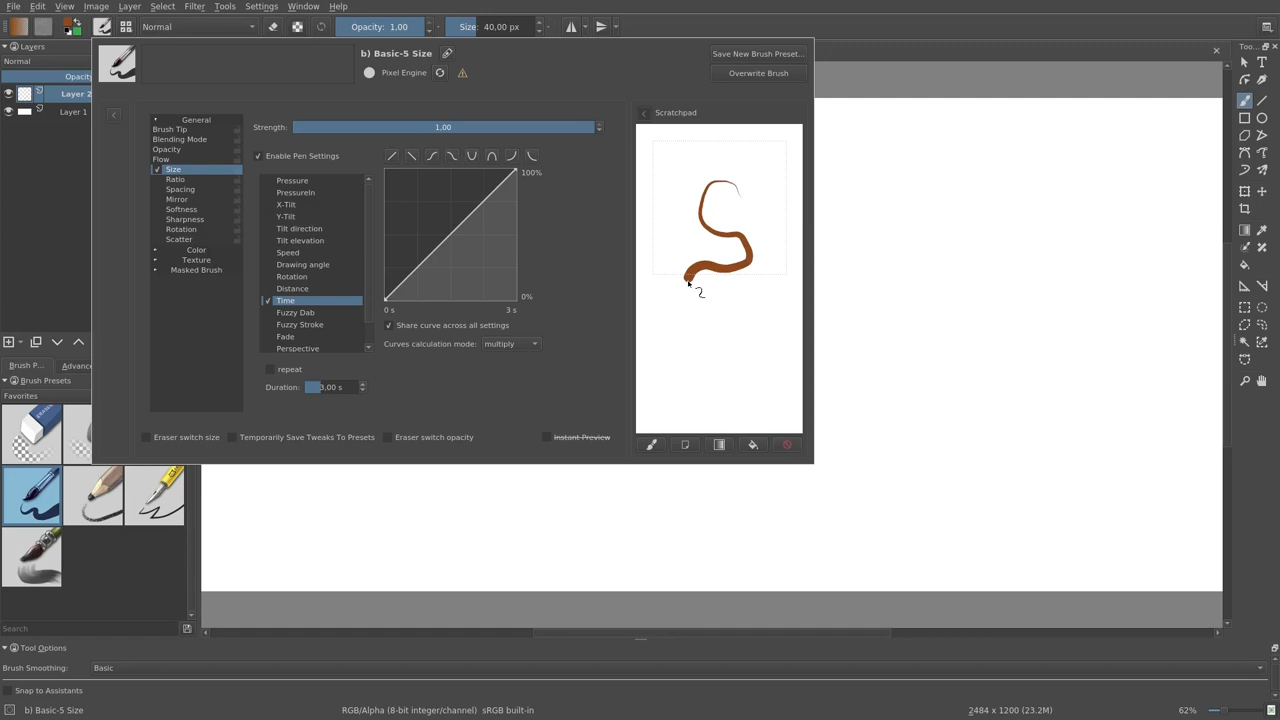 File Edit View Image Layer Select Filter Tools Settings Window Help
Normal
Opacity: 1,00
Size: 40,00 px
Layers
Normal
Opacity
Layer 2
Layer 1
b) Basic-5 Size
Pixel Engine
Save New Brush Preset...
Overwrite Brush
General
Brush Tip
Blending Mode
Opacity
Flow
Size
Ratio
Spacing
Mirror
Softness
Sharpness
Rotation
Scatter
Color
Texture
Masked Brush
Strength: 1,00
Enable Pen Settings
Pressure
PressureIn
X-Tilt
Y-Tilt
Tilt direction
Tilt elevation
Speed
Drawing angle
Rotation
Distance
Time
Fuzzy Dab
Fuzzy Stroke
Fade
Perspective
100%
0%
0 s 3 s
Share curve across all settings
Curves calculation mode: multiply
repeat
Duration: 3,00 s
Eraser switch size
Temporarily Save Tweaks To Presets
Eraser switch opacity
Instant Preview
Scratchpad
Too...
Brush P...
Advanc
Brush Presets
Favorites
Search
Tool Options
Brush Smoothing: Basic
Snap to Assistants
b) Basic-5 Size
RGB/Alpha (8-bit integer/channel) sRGB built-in
2484 x 1200 (23.2M)
62%